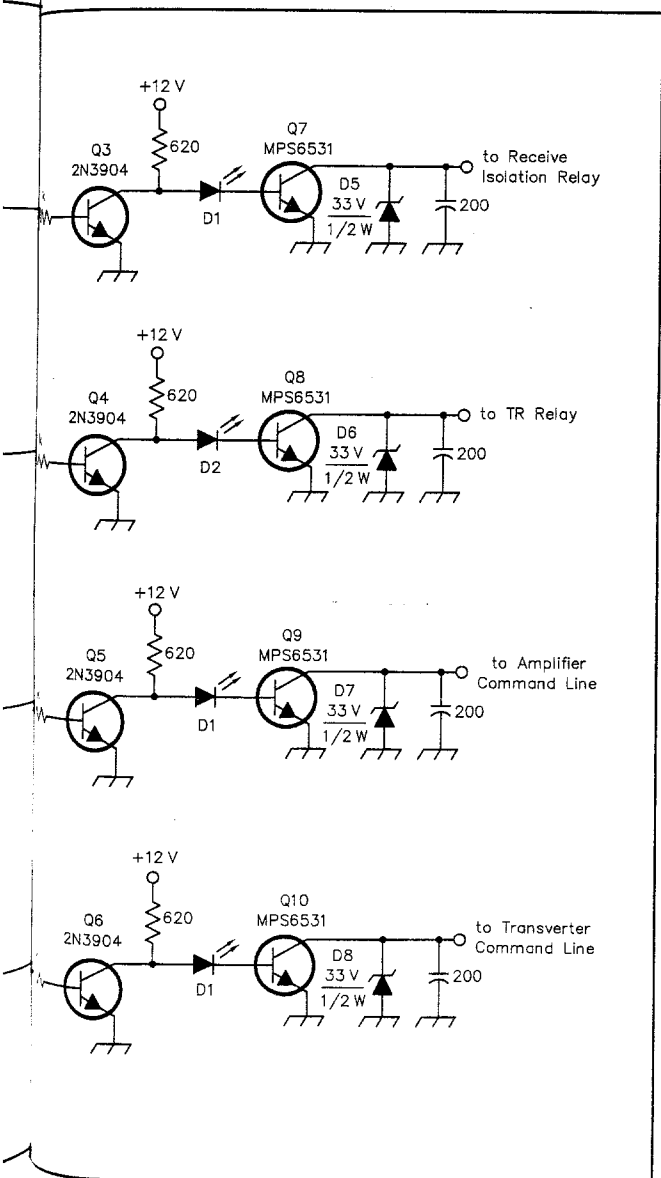 +12 V
620
Q3
2N3904
Q7
MPS6531
D1
D5
33 V
1/2 W
200
to Receive
Isolation Relay
+12 V
620
Q4
2N3904
Q8
MPS6531
D2
D6
33 V
1/2 W
200
to TR Relay
+12 V
620
Q5
2N3904
Q9
MPS6531
D1
D7
33 V
1/2 W
200
to Amplifier
Command Line
+12 V
620
Q6
2N3904
Q10
MPS6531
D1
D8
33 V
1/2 W
200
to Transverter
Command Line